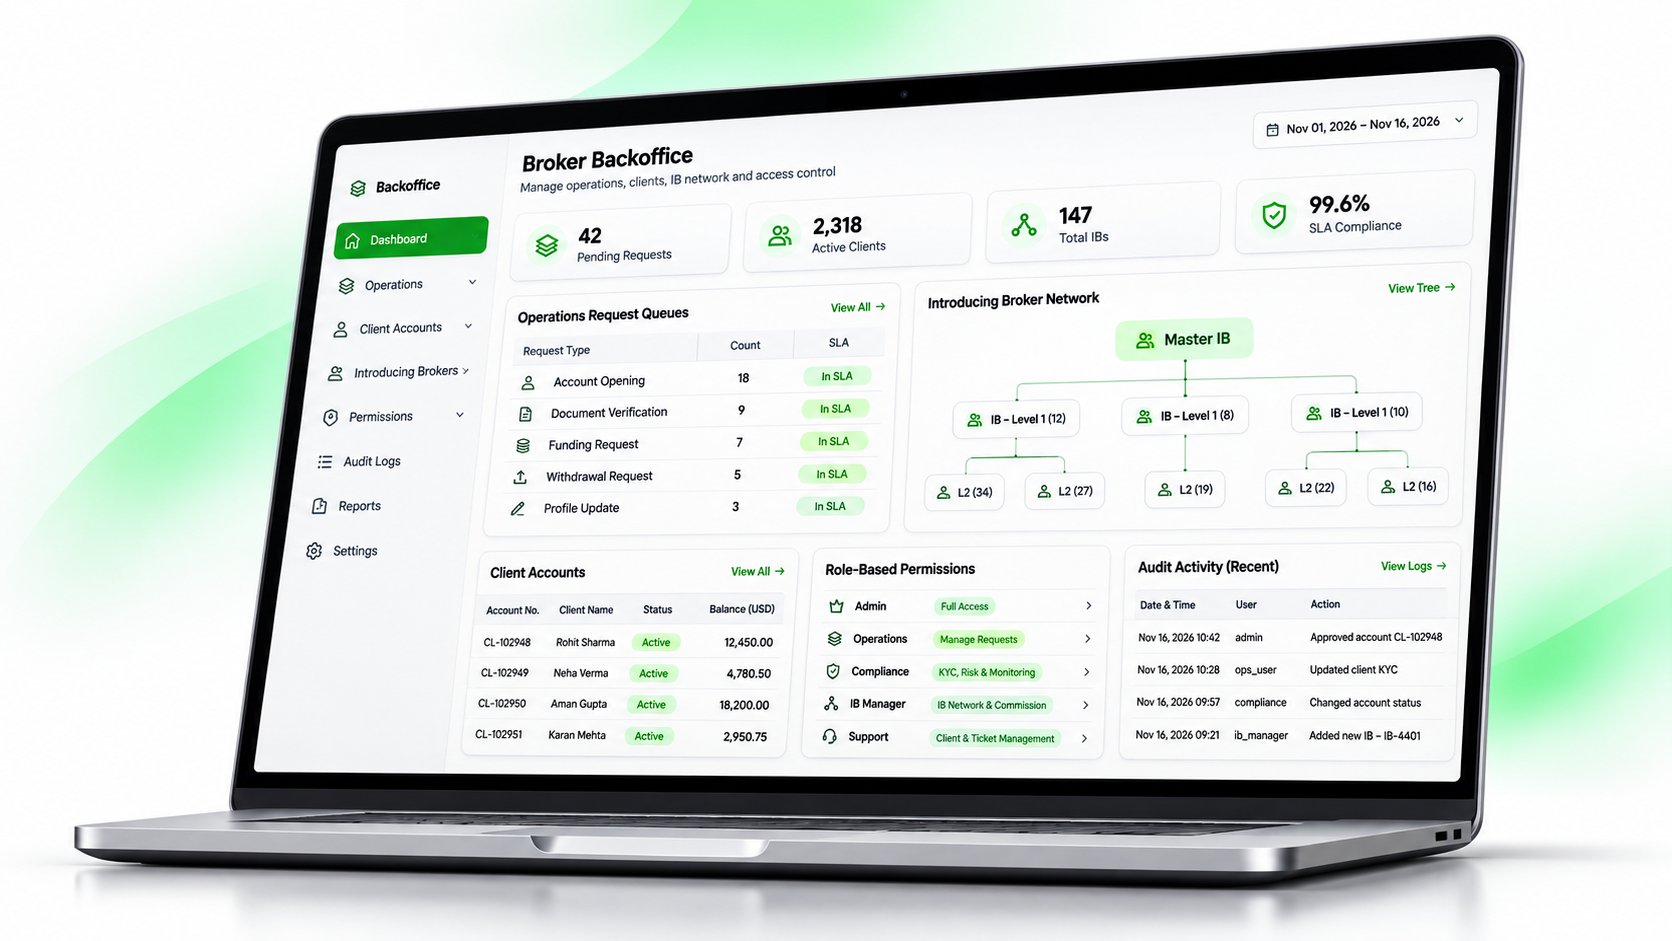 Backoffice
Dashboard
Operations
Client Accounts
Introducing Brokers
Permissions
Audit Logs
Reports
Settings
Broker Backoffice
Manage operations, clients, IB network and access control
Nov 01, 2026 – Nov 16, 2026
42
Pending Requests
2,318
Active Clients
147
Total IBs
99.6%
SLA Compliance
Operations Request Queues
View All →
Request Type Count SLA
Account Opening 18 In SLA
Document Verification 9 In SLA
Funding Request 7 In SLA
Withdrawal Request 5 In SLA
Profile Update 3 In SLA
Introducing Broker Network
View Tree →
Master IB
IB – Level 1 (12) IB – Level 1 (8) IB – Level 1 (10)
L2 (34) L2 (27) L2 (19) L2 (22) L2 (16)
Client Accounts
View All →
Account No. Client Name Status Balance (USD)
CL-102948 Rohit Sharma Active 12,450.00
CL-102949 Neha Verma Active 4,780.50
CL-102950 Aman Gupta Active 18,200.00
CL-102951 Karan Mehta Active 2,950.75
Role-Based Permissions
Admin Full Access
Operations Manage Requests
Compliance KYC, Risk & Monitoring
IB Manager IB Network & Commission
Support Client & Ticket Management
Audit Activity (Recent)
View Logs →
Date & Time User Action
Nov 16, 2026 10:42 admin Approved account CL-102948
Nov 16, 2026 10:28 ops_user Updated client KYC
Nov 16, 2026 09:57 compliance Changed account status
Nov 16, 2026 09:21 ib_manager Added new IB – IB-4401